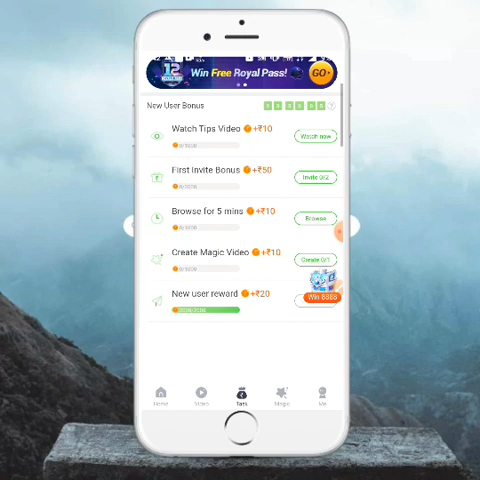 12
Win Free Royal Pass!
GO
New User Bonus
Watch Tips Video +₹10
Watch now
First Invite Bonus +₹50
Invite 0/2
Browse for 5 mins +₹10
Browse
Create Magic Video +₹10
Create 0/1
New user reward +₹20
Win 8888
Home Video Task Magic Me